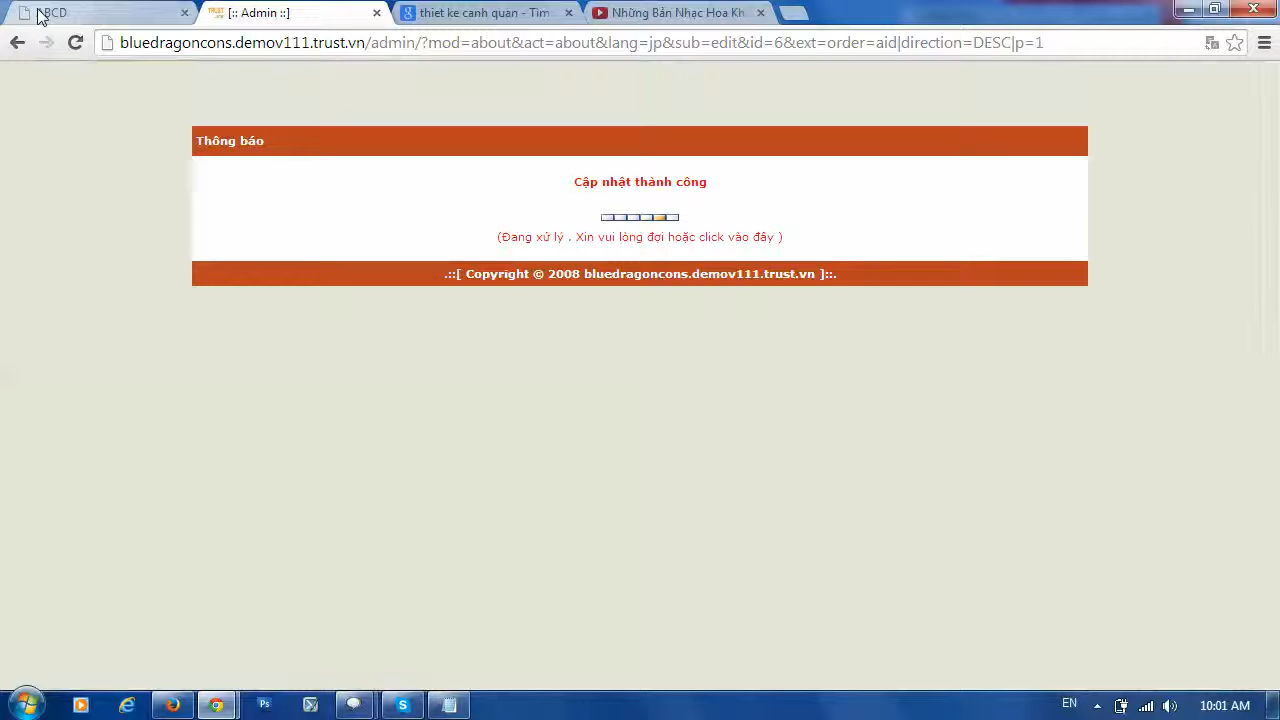 BCD
[:: Admin ::]
thiet ke canh quan - Tìm
Những Bản Nhạc Hoa Kh
bluedragoncons.demov111.trust.vn/admin/?mod=about&act=about&lang=jp&sub=edit&id=6&ext=order=aid|direction=DESC|p=1
Thông báo
Cập nhật thành công
(Đang xử lý . Xin vui lòng đợi hoặc click vào đây )
.::[ Copyright © 2008 bluedragoncons.demov111.trust.vn ]::.
EN
10:01 AM